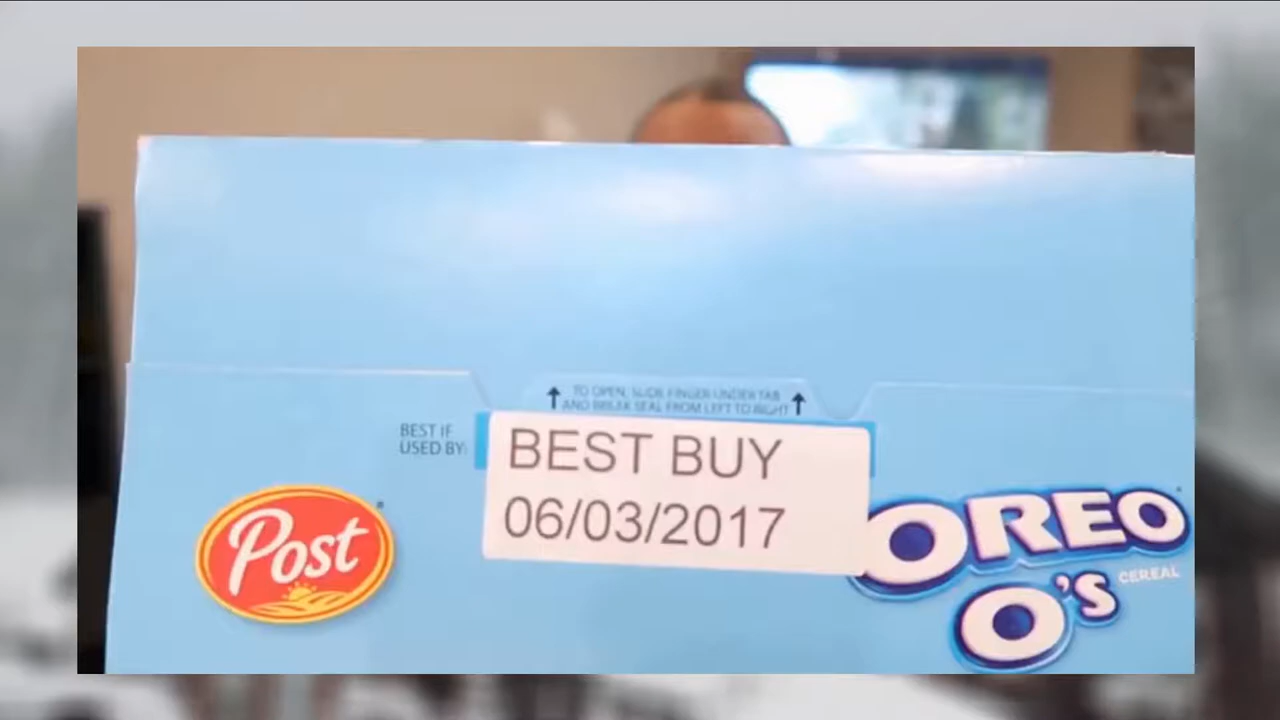 TO OPEN, SLIDE FINGER UNDER TAB
AND BREAK SEAL FROM LEFT TO RIGHT
BEST IF
USED BY:
BEST BUY
06/03/2017
Post
OREO
O's CEREAL